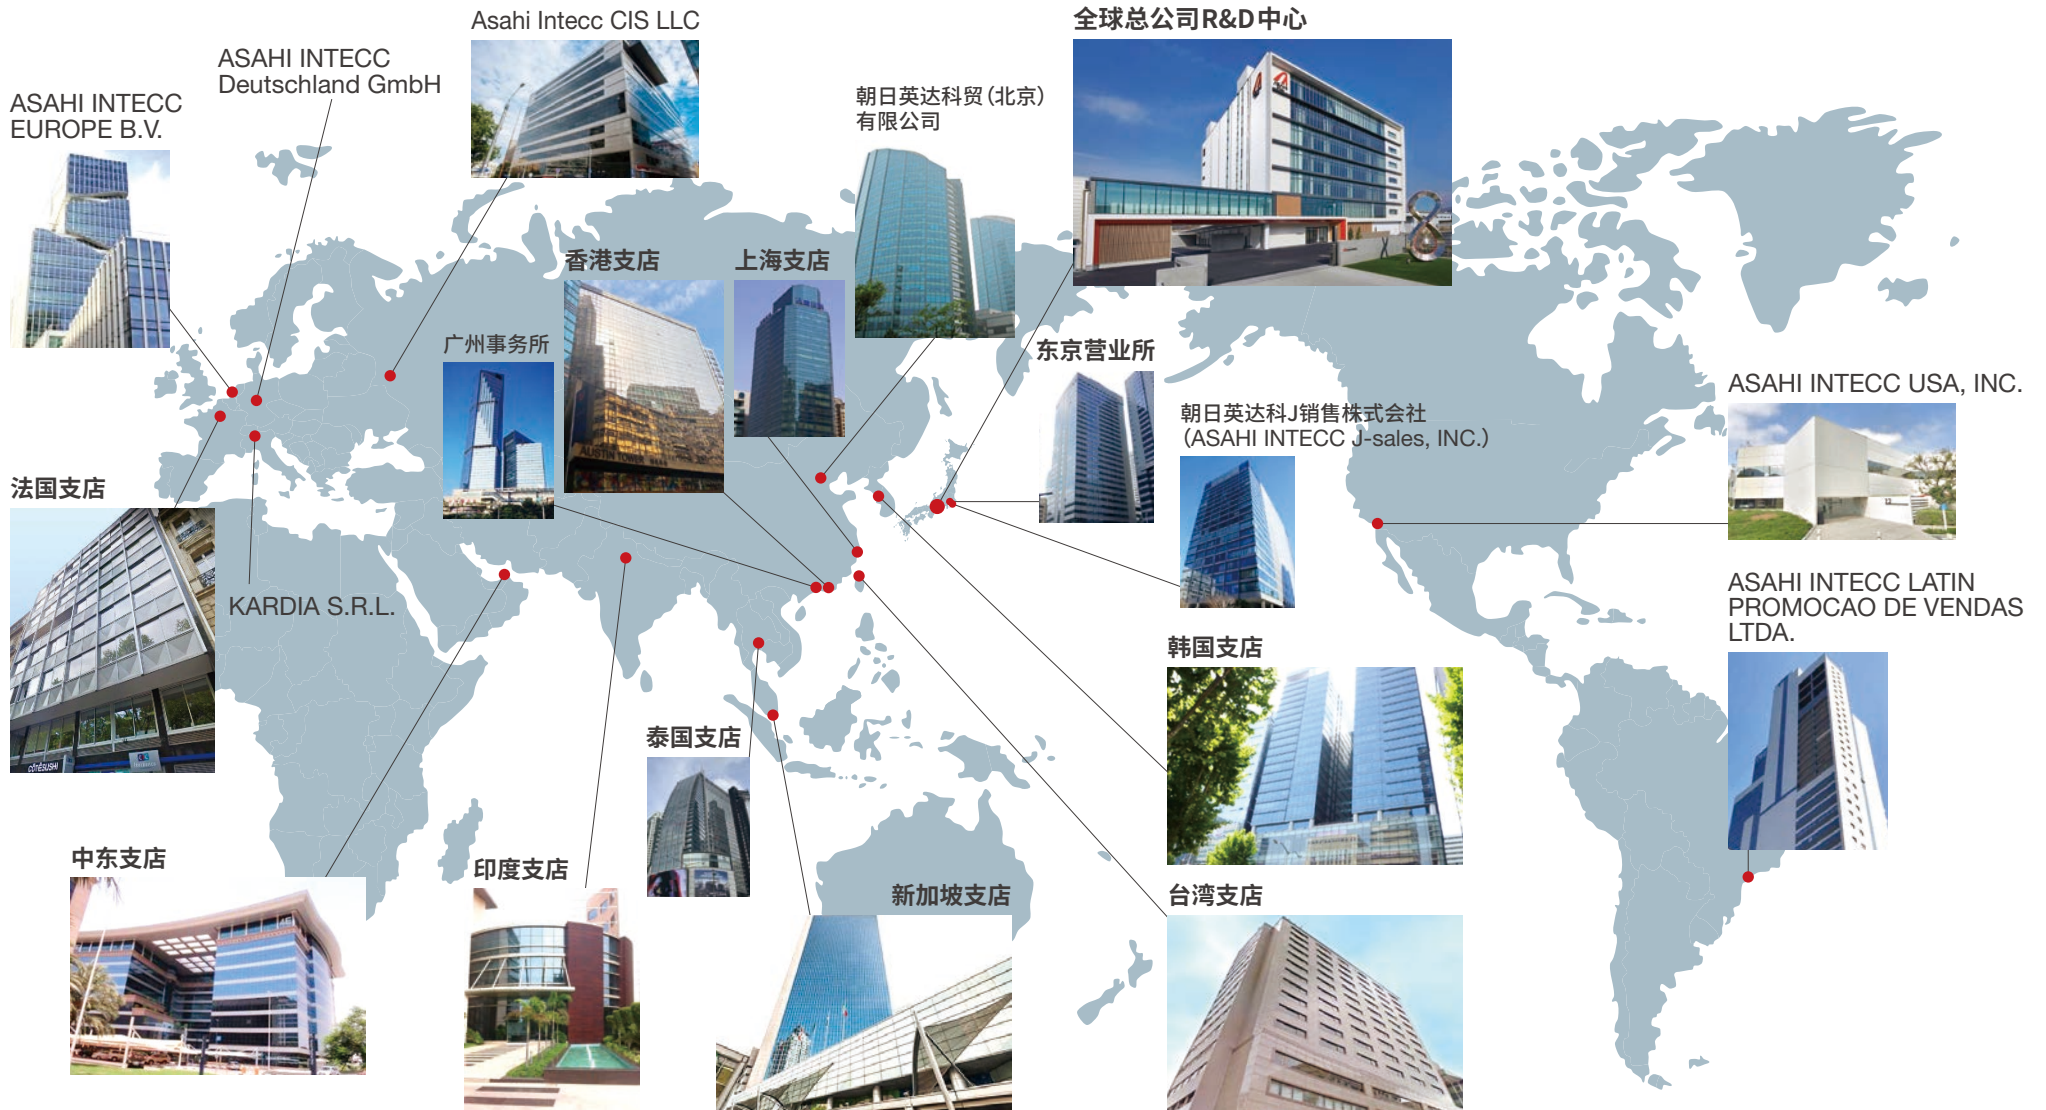 Asahi Intecc CIS LLC
全球总公司R&D中心
ASAHI INTECC
Deutschland GmbH
ASAHI INTECC
EUROPE B.V.
朝日英达科贸（北京）
有限公司
香港支店
上海支店
广州事务所
东京营业所
ASAHI INTECC USA, INC.
朝日英达科J销售株式会社
（ASAHI INTECC J-sales, INC.）
AUSTIN TOWER
法国支店
KARDIA S.R.L.
ASAHI INTECC LATIN
PROMOCAO DE VENDAS
LTDA.
韩国支店
泰国支店
CÔTÉSUSHI
中东支店
印度支店
新加坡支店
台湾支店